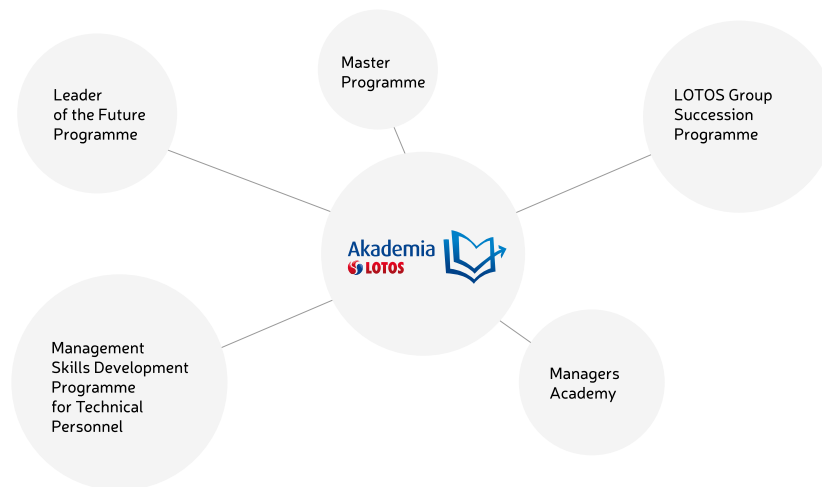 Master
Programme
Leader
of the Future
Programme
LOTOS Group
Succession
Programme
Akademia
LOTOS
Management
Skills Development
Programme
for Technical
Personnel
Managers
Academy